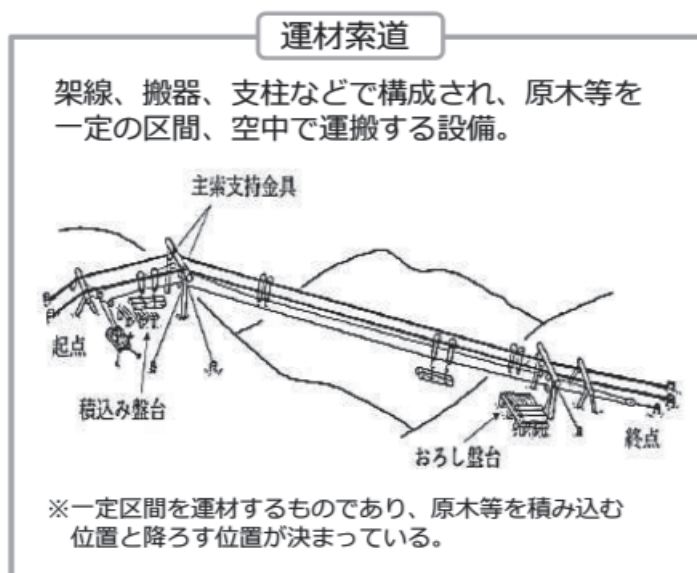 運材索道
架線、搬器、支柱などで構成され、原木等を
一定の区間、空中で運搬する設備。
主索支持金具
起点
積込み盤台
おろし盤台
終点
※一定区間を運材するものであり、原木等を積み込む
位置と降ろす位置が決まっている。